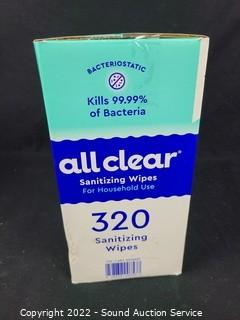 BACTERIOSTATIC
Kills 99.99%
of Bacteria
all clear®
Sanitizing Wipes
For Household Use
320
Sanitizing
Wipes
Copyright 2022 - Sound Auction Service